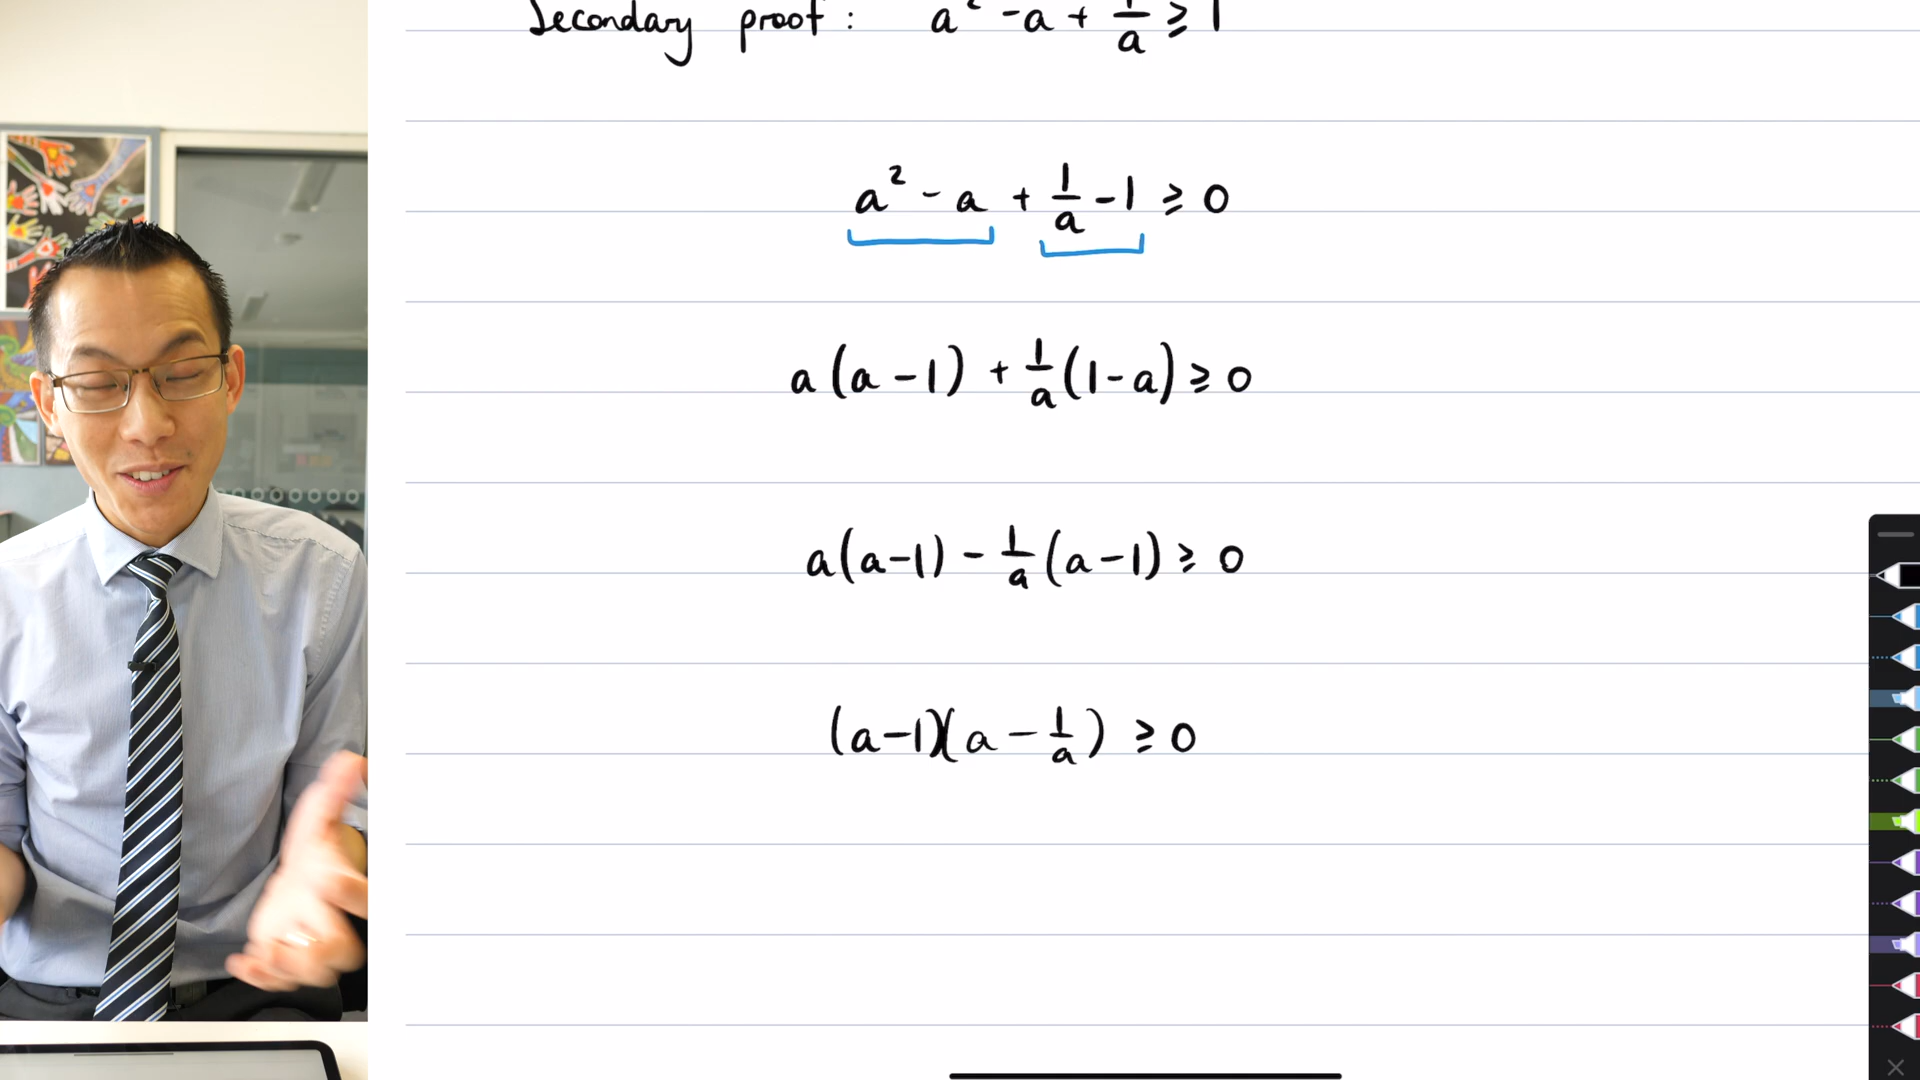 Secondary proof: a² - a + 1/a ≥ 1
a² - a + 1/a - 1 ≥ 0
a(a-1) + 1/a(1-a) ≥ 0
a(a-1) - 1/a(a-1) ≥ 0
(a-1)(a - 1/a) ≥ 0